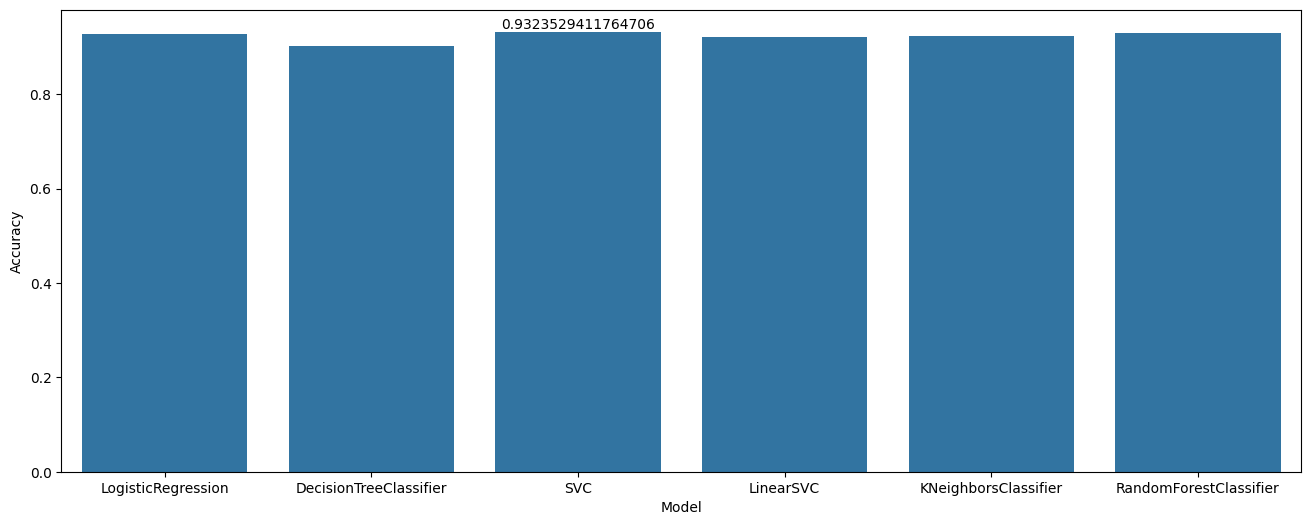 0.9323529411764706
0.8
0.6
0.4
0.2
0.0
Accuracy
LogisticRegression DecisionTreeClassifier SVC LinearSVC KNeighborsClassifier RandomForestClassifier
Model